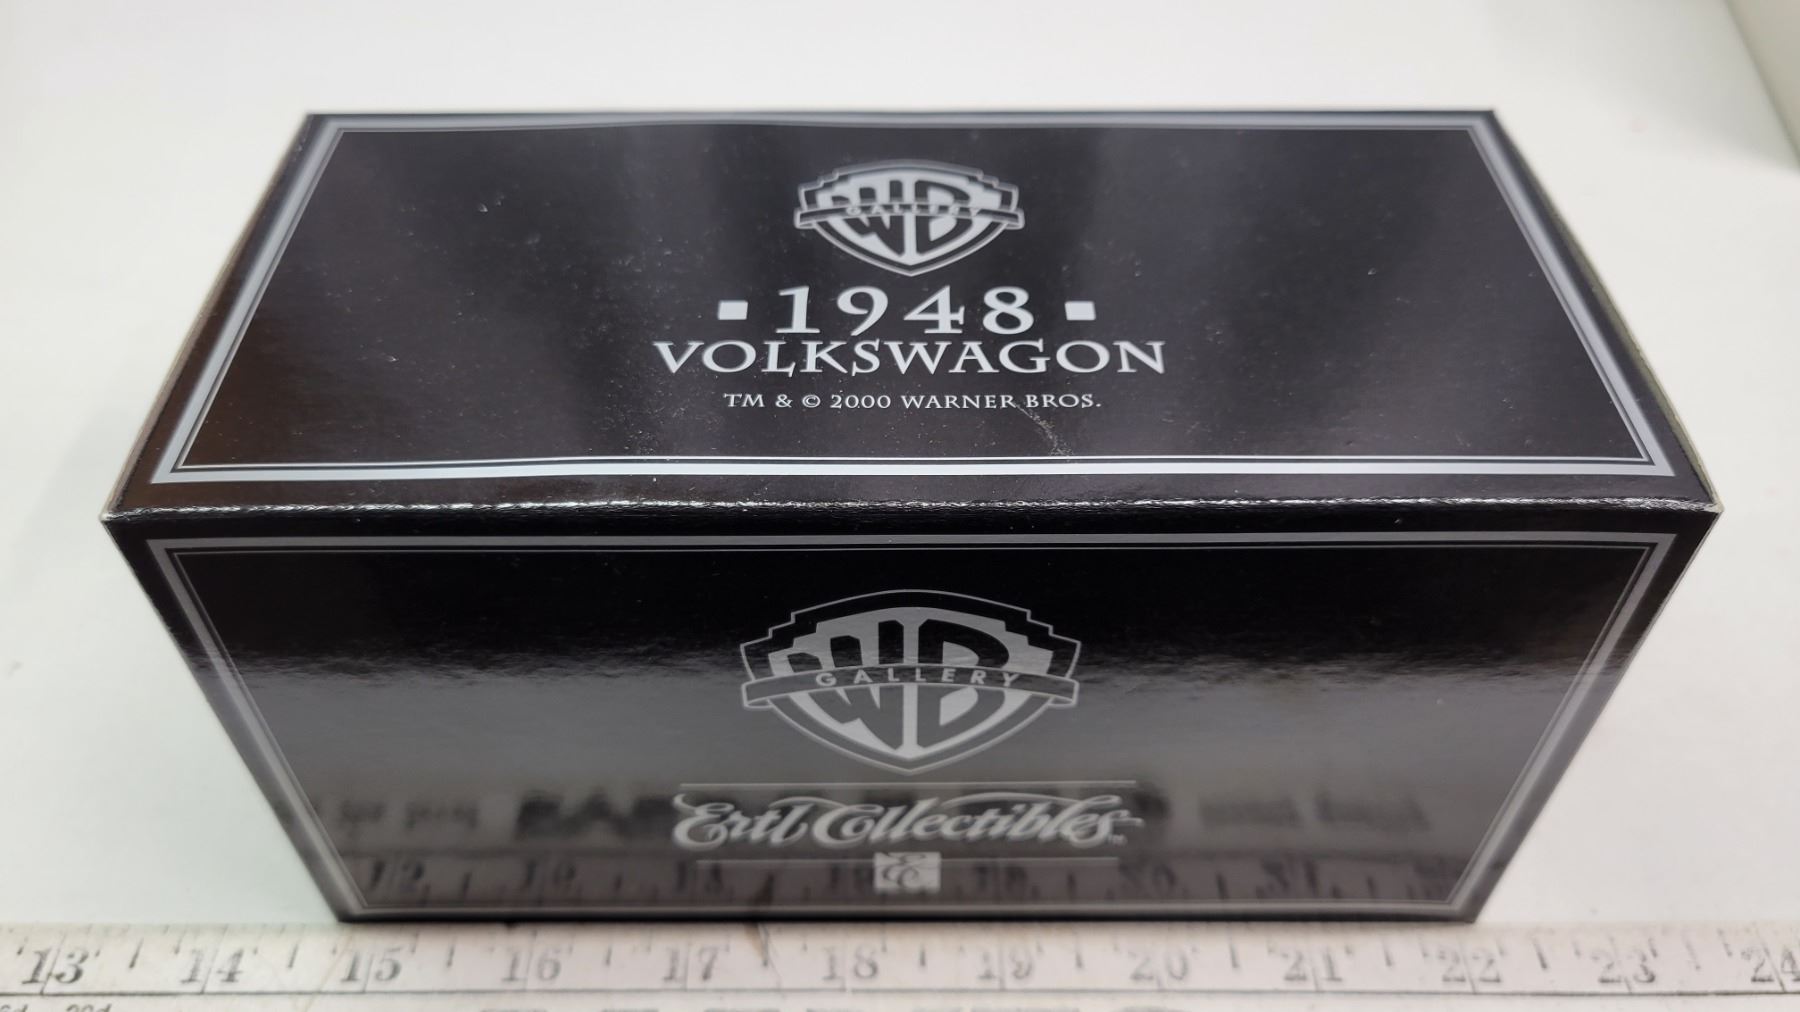 WB
GALLERY
1948
VOLKSWAGON
TM & © 2000 WARNER BROS.
WB
GALLERY
Ertl Collectibles™
E
13 14 15 16 17 18 19 20 21 22 23 24